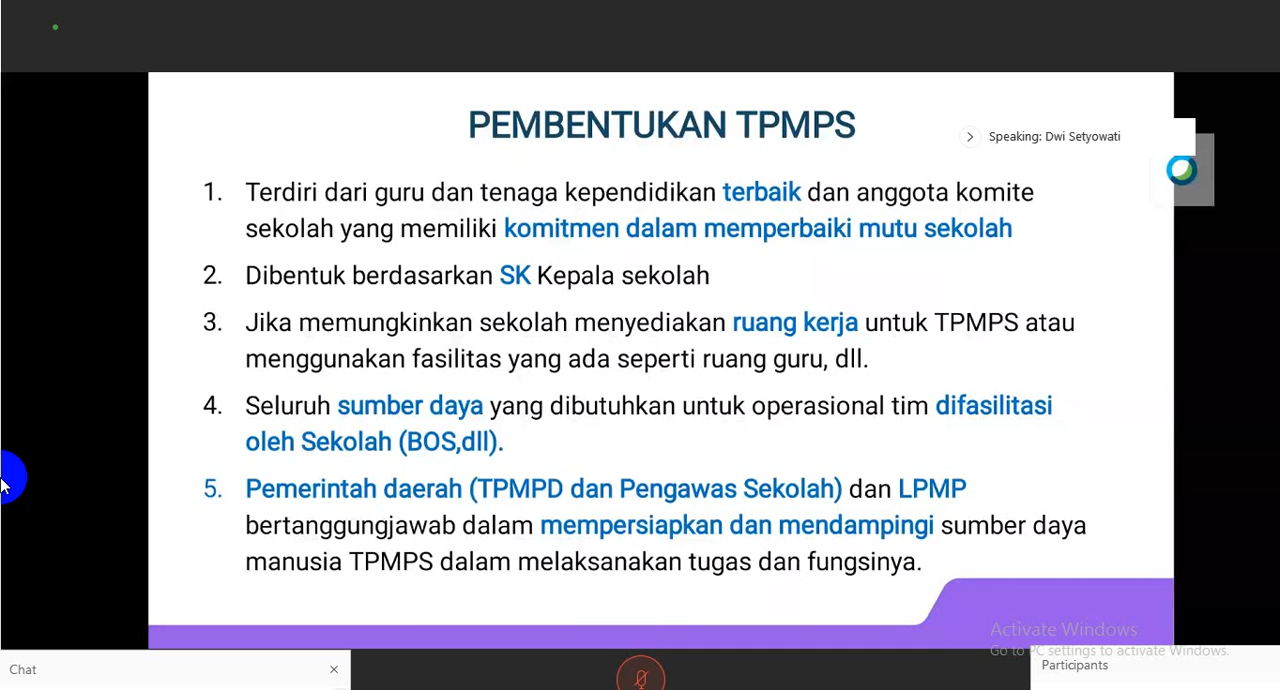 PEMBENTUKAN TPMPS
Speaking: Dwi Setyowati
1. Terdiri dari guru dan tenaga kependidikan terbaik dan anggota komite
sekolah yang memiliki komitmen dalam memperbaiki mutu sekolah
2. Dibentuk berdasarkan SK Kepala sekolah
3. Jika memungkinkan sekolah menyediakan ruang kerja untuk TPMPS atau
menggunakan fasilitas yang ada seperti ruang guru, dll.
4. Seluruh sumber daya yang dibutuhkan untuk operasional tim difasilitasi
oleh Sekolah (BOS,dll).
5. Pemerintah daerah (TPMPD dan Pengawas Sekolah) dan LPMP
bertanggungjawab dalam mempersiapkan dan mendampingi sumber daya
manusia TPMPS dalam melaksanakan tugas dan fungsinya.
Activate Windows
Go to PC settings to activate Windows.
Chat
Participants